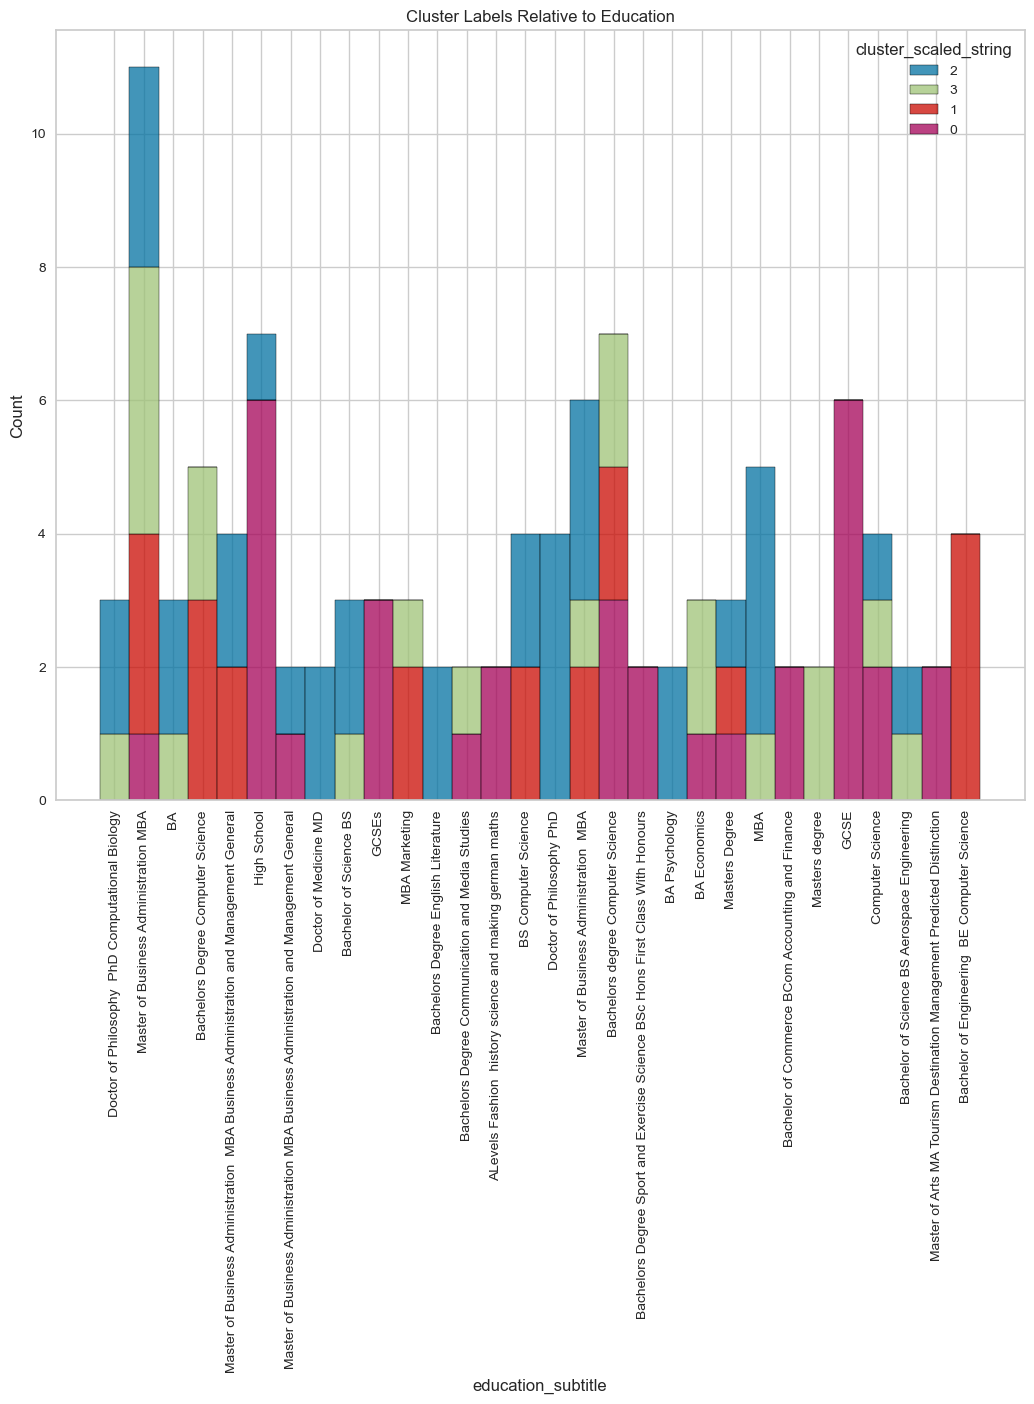 Cluster Labels Relative to Education
cluster_scaled_string
2
3
1
0
Count
10
8
6
4
2
0
Doctor of Philosophy  PhD Computational Biology
Master of Business Administration MBA
BA
Bachelors Degree Computer Science
Master of Business Administration  MBA Business Administration and Management General
High School
Master of Business Administration MBA Business Administration and Management General
Doctor of Medicine MD
Bachelor of Science BS
GCSEs
MBA Marketing
Bachelors Degree English Literature
Bachelors Degree Communication and Media Studies
ALevels Fashion  history science and making german maths
BS Computer Science
Doctor of Philosophy PhD
Master of Business Administration  MBA
Bachelors degree Computer Science
Bachelors Degree Sport and Exercise Science BSc Hons First Class With Honours
BA Psychology
BA Economics
Masters Degree
MBA
Bachelor of Commerce BCom Accounting and Finance
Masters degree
GCSE
Computer Science
Bachelor of Science BS Aerospace Engineering
Master of Arts MA Tourism Destination Management Predicted Distinction
Bachelor of Engineering  BE Computer Science
education_subtitle